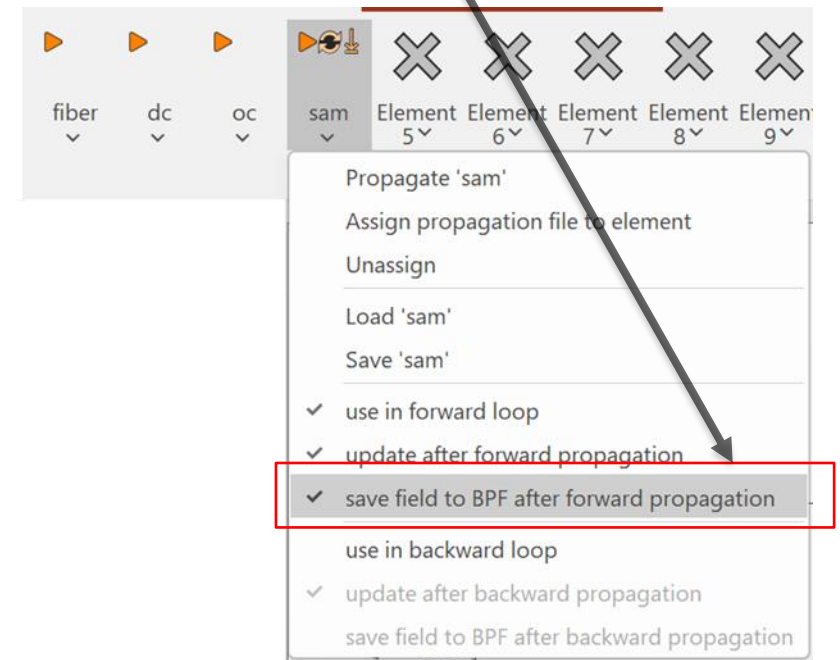 fiber dc oc sam Element Element Element Element Elemen
5 6 7 8 9
Propagate 'sam'
Assign propagation file to element
Unassign
Load 'sam'
Save 'sam'
use in forward loop
update after forward propagation
save field to BPF after forward propagation
use in backward loop
update after backward propagation
save field to BPF after backward propagation